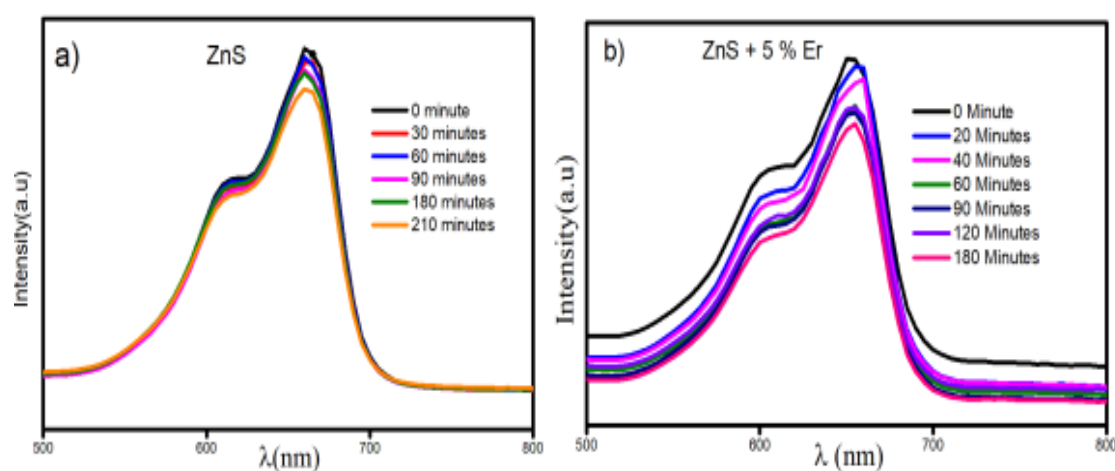 a)
ZnS
0 minute
30 minutes
60 minutes
90 minutes
180 minutes
210 minutes
Intensity(a.u)
500 600 700 800
λ(nm)
b)
ZnS + 5 % Er
0 Minute
20 Minutes
40 Minutes
60 Minutes
90 Minutes
120 Minutes
180 Minutes
Intensity(a.u)
500 600 700 800
λ (nm)